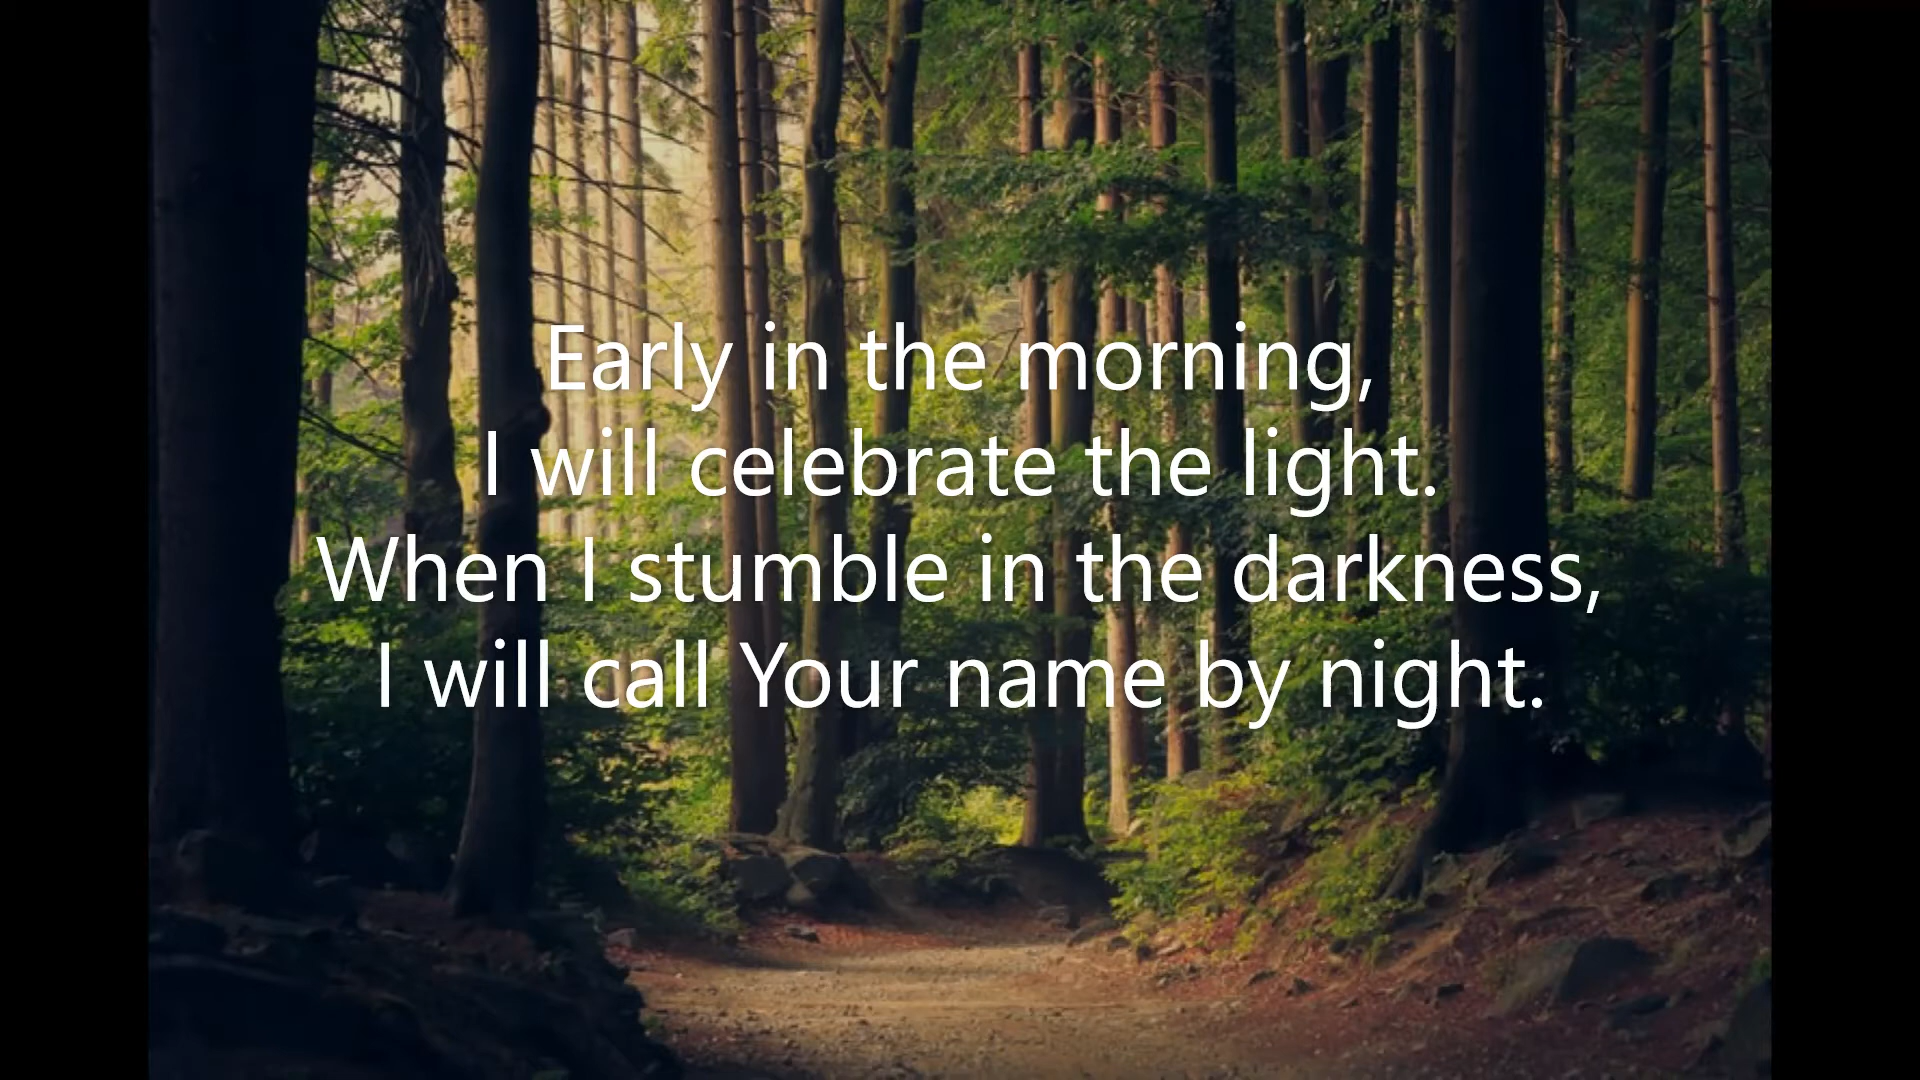 Early in the morning,
I will celebrate the light.
When I stumble in the darkness,
I will call Your name by night.